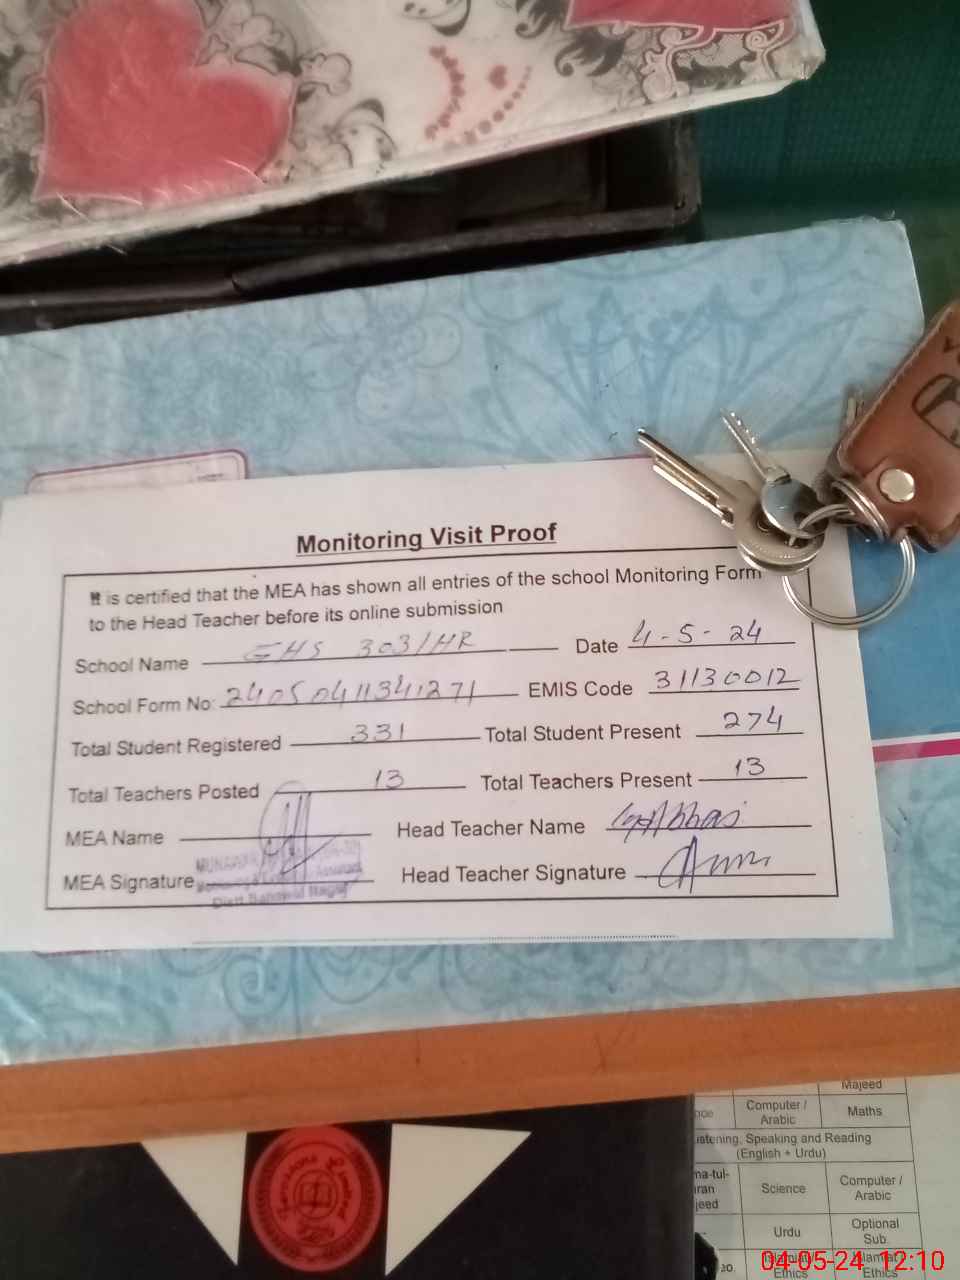 Monitoring Visit Proof
It is certified that the MEA has shown all entries of the school Monitoring Form
to the Head Teacher before its online submission
School Name GHS 303/HR Date 4-5-24
School Form No: EMIS Code 31130012
Total Student Registered 331 Total Student Present 274
Total Teachers Posted 13 Total Teachers Present 13
MEA Name Head Teacher Name
MEA Signature Head Teacher Signature
Majeed
Computer / Arabic Maths
Speaking and Reading
(English + Urdu)
Science Computer / Arabic
Urdu Optional Sub.
Ethics Ethics
04-05-24 12:10